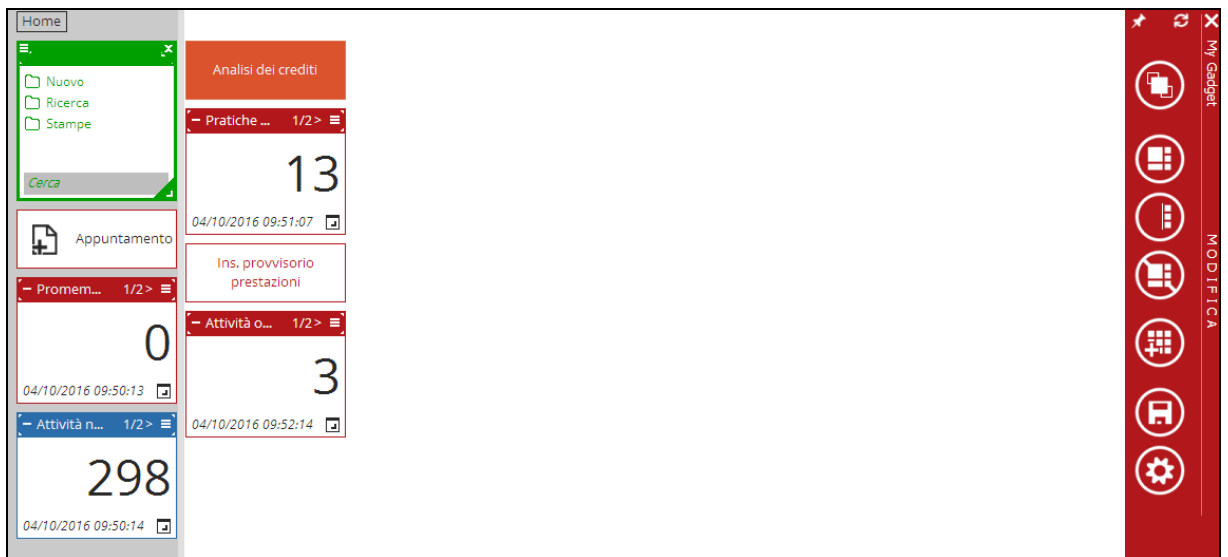 Home
Nuovo
Ricerca
Stampe
Cerca
Appuntamento
Promem... 1/2 >
0
04/10/2016 09:50:13
Attività n... 1/2 >
298
04/10/2016 09:50:14
Analisi dei crediti
Pratiche ... 1/2 >
13
04/10/2016 09:51:07
Ins. provvisorio
prestazioni
Attività o... 1/2 >
3
04/10/2016 09:52:14
My Gadget
MODIFICA